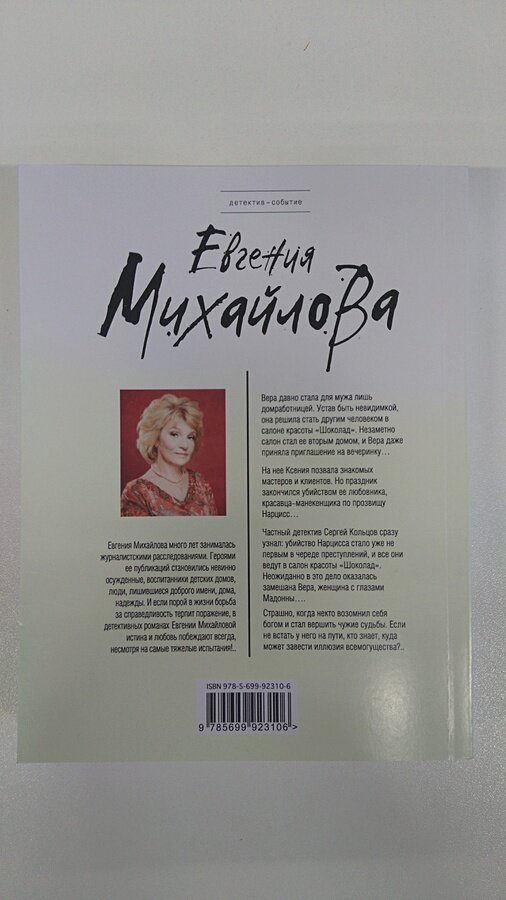 детектив-событие
Евгения
Михайлова
Евгения Михайлова много лет занималась
журналистскими расследованиями. Героями
ее публикаций становились невинно
осужденные, воспитанники детских домов,
люди, лишившиеся доброго имени, дома,
надежды. И если порой в жизни борьба
за справедливость терпит поражение, в
детективных романах Евгении Михайловой
истина и любовь побеждают всегда,
несмотря на самые тяжелые испытания!..
Вера давно стала для мужа лишь
домработницей. Устав быть невидимкой,
она решила стать другим человеком в
салоне красоты «Шоколад». Незаметно
салон стал ее вторым домом, и Вера даже
приняла приглашение на вечеринку...
На нее Ксения позвала знакомых
мастеров и клиентов. Но праздник
закончился убийством ее любовника,
красавца-манекенщика по прозвищу
Нарцисс...
Частный детектив Сергей Кольцов сразу
узнал: убийство Нарцисса стало уже не
первым в череде преступлений, и все они
ведут в салон красоты «Шоколад».
Неожиданно в это дело оказалась
замешана Вера, женщина с глазами
Мадонны...
Страшно, когда некто возомнил себя
богом и стал вершить чужие судьбы. Если
не встать у него на пути, кто знает, куда
может завести иллюзия всемогущества?..
ISBN 978-5-699-92310-6
9 785699 923106 >